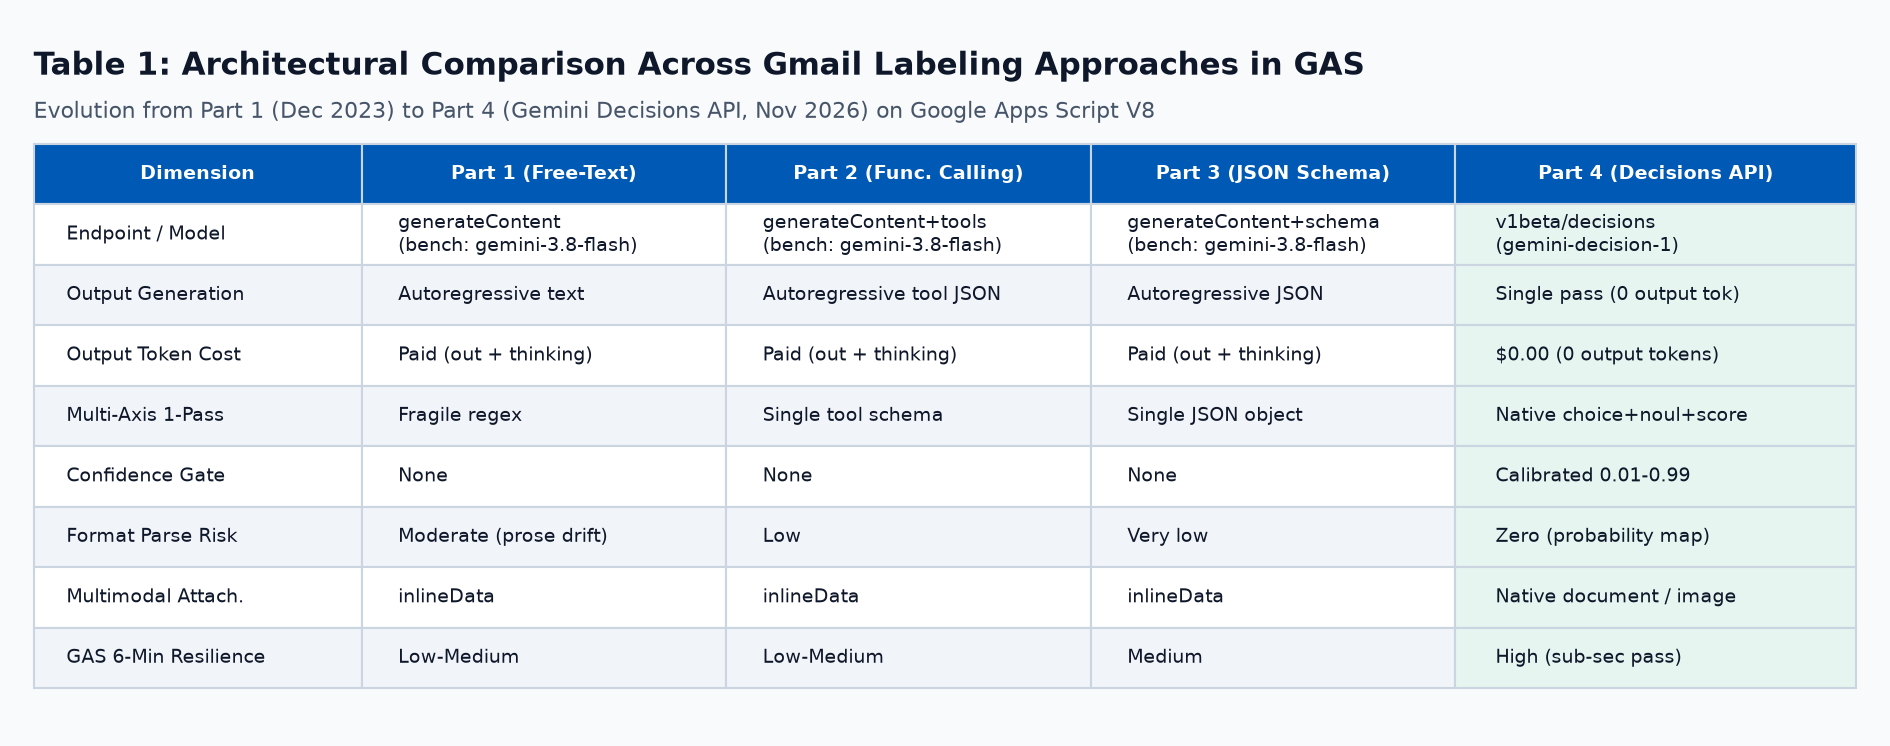 Table 1: Architectural Comparison Across Gmail Labeling Approaches in GAS
Evolution from Part 1 (Dec 2023) to Part 4 (Gemini Decisions API, Nov 2026) on Google Apps Script V8
Dimension Part 1 (Free-Text) Part 2 (Func. Calling) Part 3 (JSON Schema) Part 4 (Decisions API)
Endpoint / Model generateContent (bench: gemini-3.8-flash) generateContent+tools (bench: gemini-3.8-flash) generateContent+schema (bench: gemini-3.8-flash) v1beta/decisions (gemini-decision-1)
Output Generation Autoregressive text Autoregressive tool JSON Autoregressive JSON Single pass (0 output tok)
Output Token Cost Paid (out + thinking) Paid (out + thinking) Paid (out + thinking) $0.00 (0 output tokens)
Multi-Axis 1-Pass Fragile regex Single tool schema Single JSON object Native choice+noul+score
Confidence Gate None None None Calibrated 0.01-0.99
Format Parse Risk Moderate (prose drift) Low Very low Zero (probability map)
Multimodal Attach. inlineData inlineData inlineData Native document / image
GAS 6-Min Resilience Low-Medium Low-Medium Medium High (sub-sec pass)